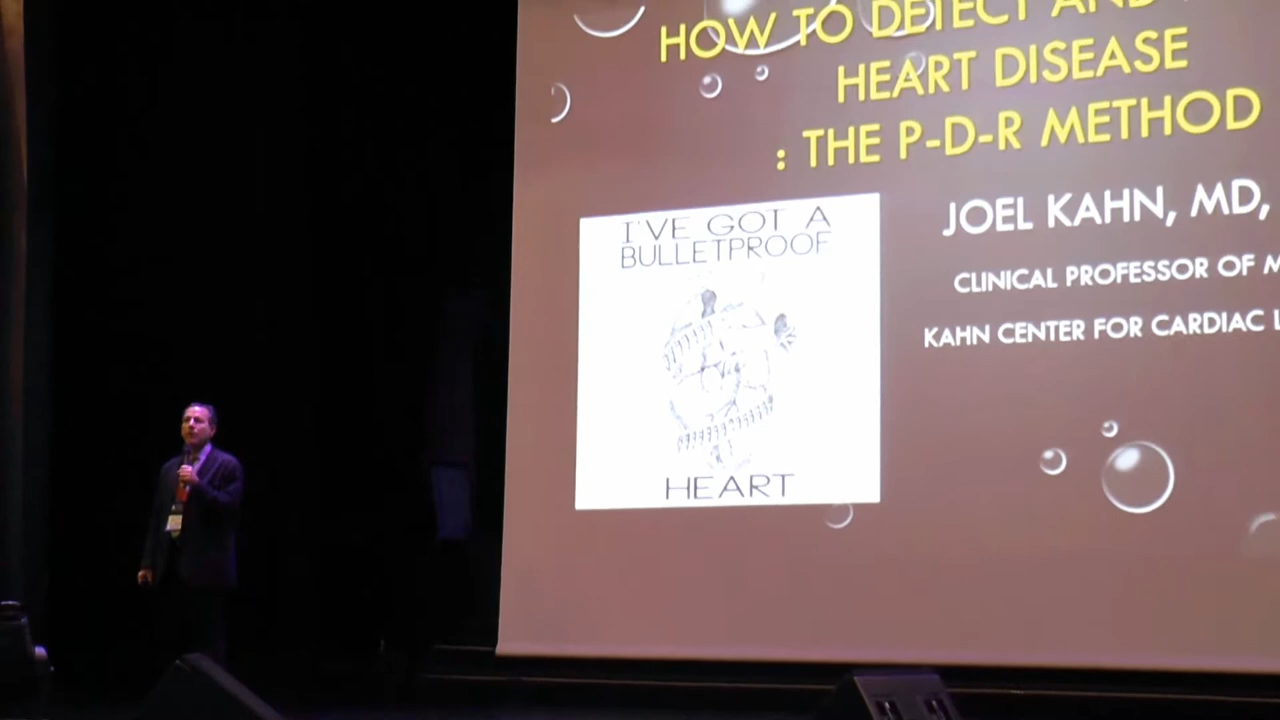 HOW TO DETECT AND
HEART DISEASE
: THE P-D-R METHOD
I'VE GOT A
BULLETPROOF
HEART
JOEL KAHN, MD,
CLINICAL PROFESSOR OF M
KAHN CENTER FOR CARDIAC L